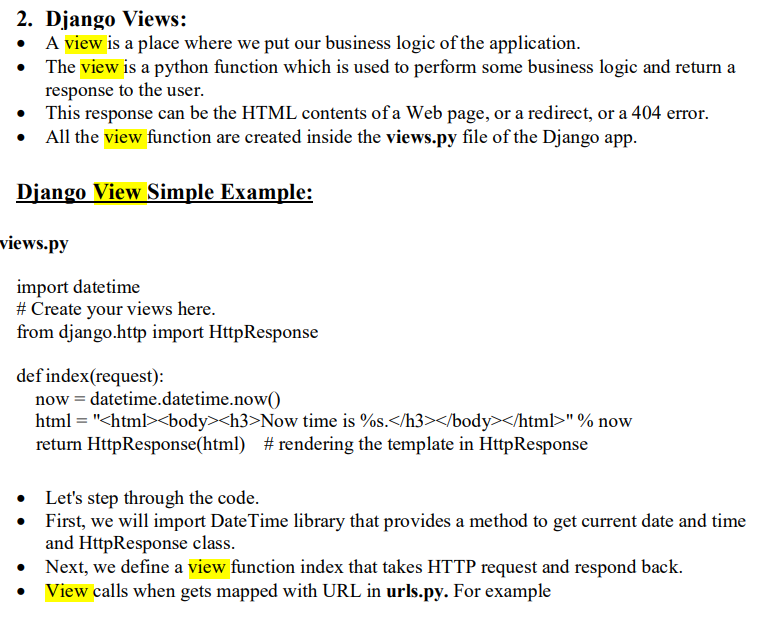 2. Django Views:
• A view is a place where we put our business logic of the application.
• The view is a python function which is used to perform some business logic and return a
response to the user.
• This response can be the HTML contents of a Web page, or a redirect, or a 404 error.
• All the view function are created inside the views.py file of the Django app.
Django View Simple Example:
views.py
import datetime
# Create your views here.
from django.http import HttpResponse
def index(request):
now = datetime.datetime.now()
html = "<html><body><h3>Now time is %s.</h3></body></html>" % now
return HttpResponse(html) # rendering the template in HttpResponse
• Let's step through the code.
• First, we will import DateTime library that provides a method to get current date and time
and HttpResponse class.
• Next, we define a view function index that takes HTTP request and respond back.
• View calls when gets mapped with URL in urls.py. For example